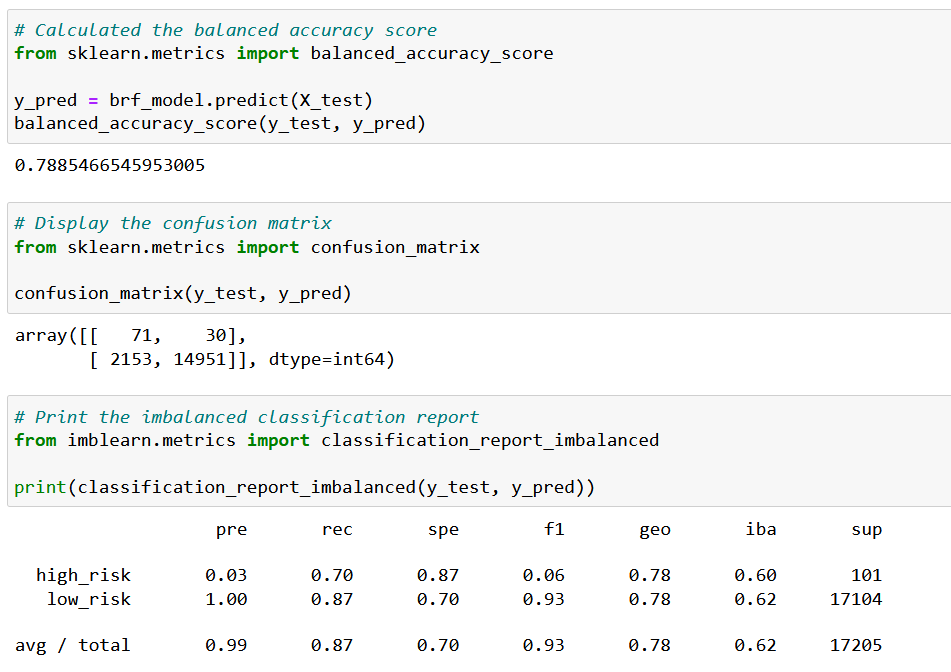 # Calculated the balanced accuracy score
from sklearn.metrics import balanced_accuracy_score
y_pred = brf_model.predict(X_test)
balanced_accuracy_score(y_test, y_pred)
0.7885466545953005
# Display the confusion matrix
from sklearn.metrics import confusion_matrix
confusion_matrix(y_test, y_pred)
array([[   71,    30],
       [ 2153, 14951]], dtype=int64)
# Print the imbalanced classification report
from imblearn.metrics import classification_report_imbalanced
print(classification_report_imbalanced(y_test, y_pred))
                   pre       rec       spe        f1       geo       iba       sup
  high_risk       0.03      0.70      0.87      0.06      0.78      0.60       101
   low_risk       1.00      0.87      0.70      0.93      0.78      0.62     17104
avg / total       0.99      0.87      0.70      0.93      0.78      0.62     17205